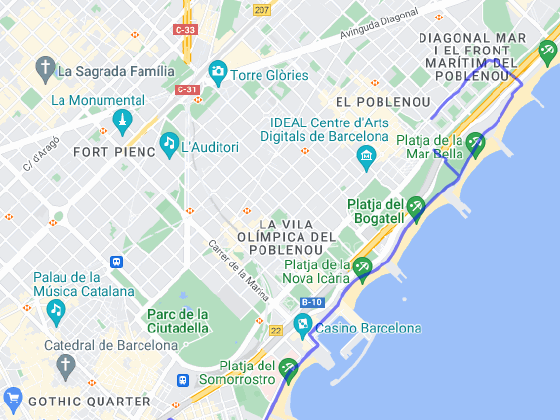 207
C-33
Avinguda Diagonal
DIAGONAL MAR
I EL FRONT
MARÍTIM DEL
POBLENOU
La Sagrada Família
Torre Glòries
C-31
La Monumental
EL POBLENOU
IDEAL Centre d'Arts
Digitals de Barcelona
C/ d'Aragó
FORT PIENC
L'Auditori
Platja de la
Mar Bella
Platja del
Bogatell
LA VILA
OLÍMPICA DEL
POBLENOU
Carrer de la Marina
Platja de la
Nova Icària
Palau de la
Música Catalana
B-10
Parc de la
Ciutadella
22
Casino Barcelona
Catedral de Barcelona
Platja del
Somorrostro
GOTHIC QUARTER